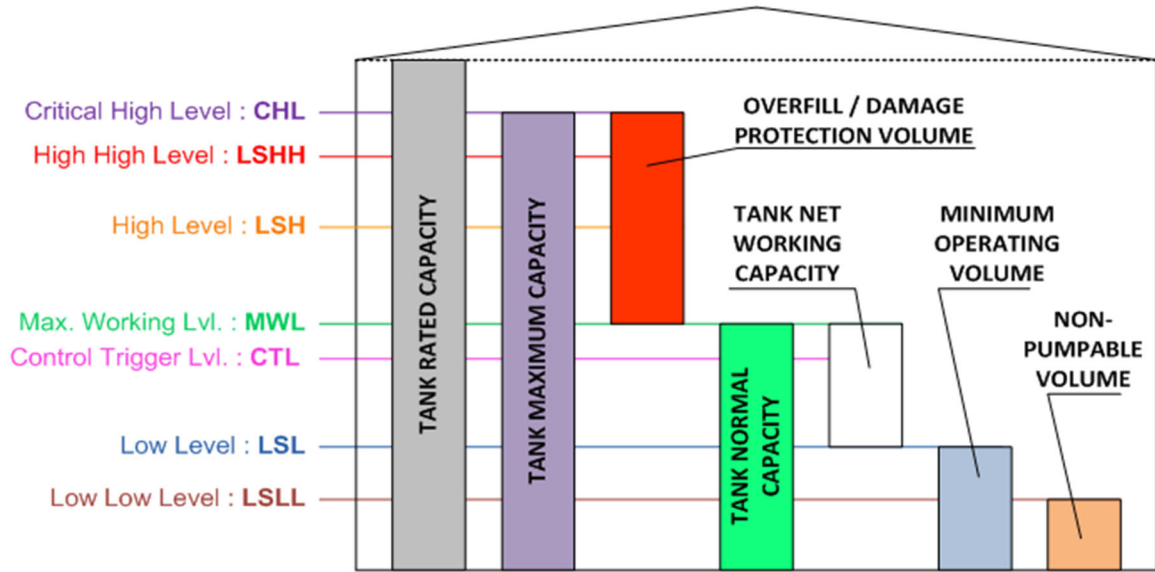 Critical High Level : CHL
High High Level : LSHH
High Level : LSH
Max. Working Lvl. : MWL
Control Trigger Lvl. : CTL
Low Level : LSL
Low Low Level : LSLL
TANK RATED CAPACITY
TANK MAXIMUM CAPACITY
OVERFILL / DAMAGE
PROTECTION VOLUME
TANK NORMAL
CAPACITY
TANK NET
WORKING
CAPACITY
MINIMUM
OPERATING
VOLUME
NON-
PUMPABLE
VOLUME